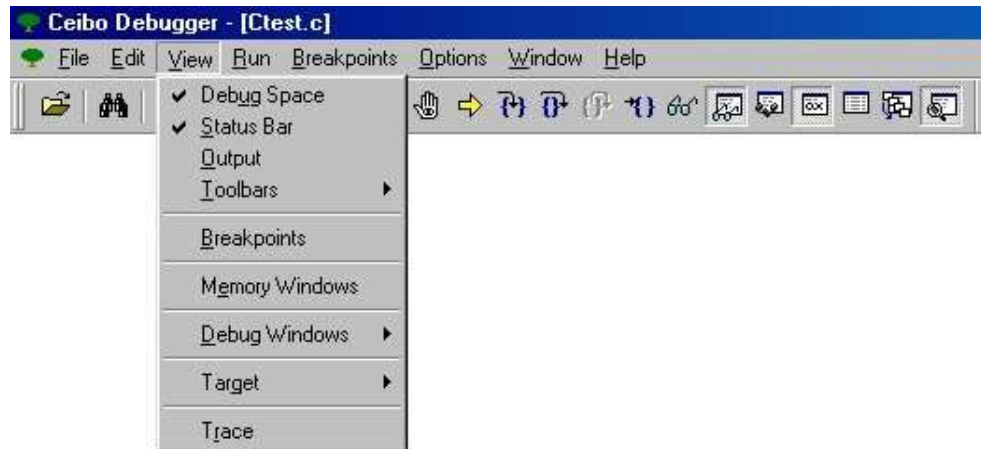 Ceibo Debugger - [Ctest.c]
File Edit View Run Breakpoints Options Window Help
Debug Space
Status Bar
Output
Toolbars
Breakpoints
Memory Windows
Debug Windows
Target
Trace